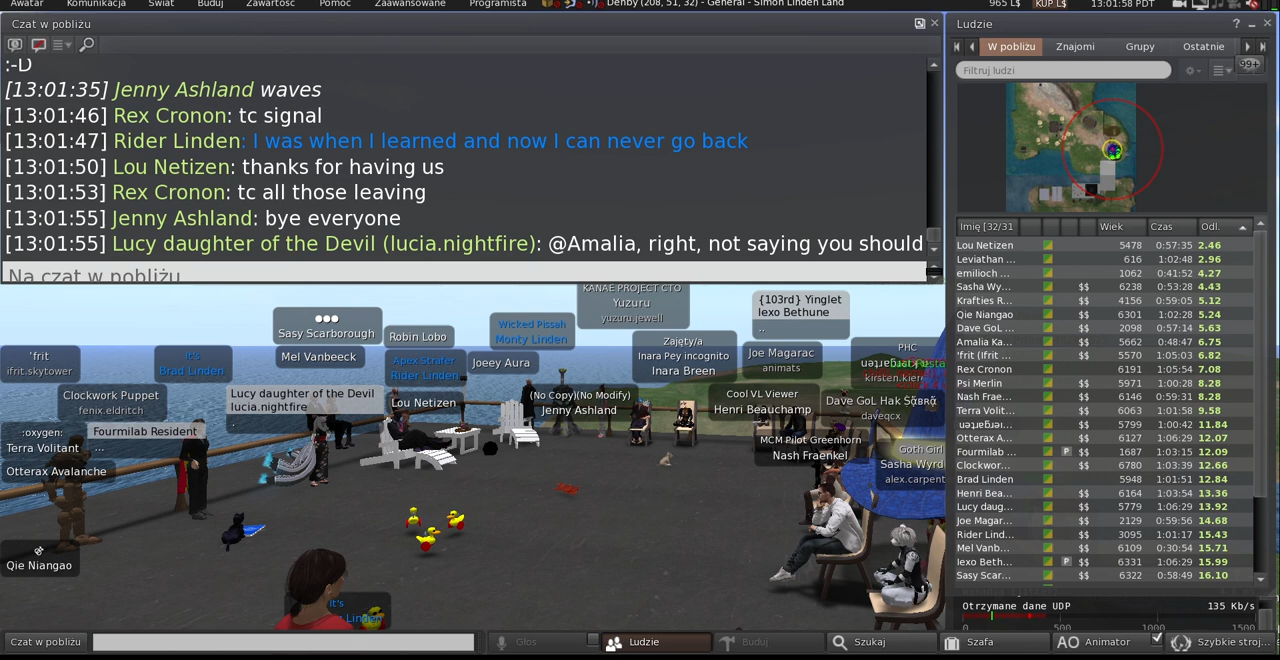 Awatar Komunikacja Świat Buduj Zawartość Pomoc Zaawansowane Programista Denby (208, 51, 32) - General - Simon Linden Land 965 L$ KUP L$ 13:01:58 PDT
Czat w pobliżu
:-D
[13:01:35] Jenny Ashland waves
[13:01:46] Rex Cronon: tc signal
[13:01:47] Rider Linden: I was when I learned and now I can never go back
[13:01:50] Lou Netizen: thanks for having us
[13:01:53] Rex Cronon: tc all those leaving
[13:01:55] Jenny Ashland: bye everyone
[13:01:55] Lucy daughter of the Devil (lucia.nightfire): @Amalia, right, not saying you should
Na czat w pobliżu
KANAE PROJECT CTO
Yuzuru
yuzuru.jewell
{103rd} Yinglet
Iexo Bethune
..
●●●
Sasy Scarborough
Robin Lobo
Wicked Pissah
Monty Linden
Zajęty/a
Inara Pey incognito
Inara Breen
Joe Magarac
animats
PHC
kirsten.kier
'frit
ifrit.skytower
It's
Brad Linden
Mel Vanbeeck
Apex Strafer
Rider Linden
Joeey Aura
Clockwork Puppet
fenix.eldritch
Lucy daughter of the Devil
lucia.nightfire
.
Lou Netizen
(No Copy)(No Modify)
Jenny Ashland
Cool VL Viewer
Henri Beauchamp
Dave GoL Hak
daveqcx
:oxygen:
Terra Volitant
Fourmilab Resident
...
MCM Pilot Greenhorn
Nash Fraenkel
Goth Girl
Sasha Wyrd
alex.carpent
Otterax Avalanche
Qie Niangao
It's
Linden
Ludzie
? _ ×
W pobliżu Znajomi Grupy Ostatnie
99+
Filtruj ludzi
Imię [32/31 Wiek Czas Odl.
Lou Netizen 5478 0:57:35 2.46
Leviathan ... 616 1:02:48 2.96
emilioch ... 1062 0:41:52 4.27
Sasha Wy... $$ 6238 0:53:28 4.43
Krafties R... $$ 4156 0:59:05 5.12
Qie Niangao $$ 6301 1:02:28 5.24
Dave GoL ... $$ 2098 0:57:14 5.63
Amalia Ka... $$ 5662 0:48:47 6.75
'frit (Ifrit ... $$ 5570 1:05:03 6.82
Rex Cronon 6191 1:05:54 7.08
Psi Merlin $$ 5971 1:00:28 8.28
Nash Frae... $$ 6146 0:59:31 8.28
Terra Volit... $$ 6063 1:01:58 9.58
$$ 5799 1:00:42 11.84
Otterax A... $$ 6127 1:06:29 12.07
Fourmilab ... P $$ 1687 1:03:15 12.09
Clockwor... $$ 6780 1:03:39 12.66
Brad Linden 5948 1:01:51 12.84
Henri Bea... $$ 6164 1:03:54 13.36
Lucy daug... $$ 5779 1:06:29 13.92
Joe Magar... $$ 2129 0:59:56 14.68
Rider Lind... $$ 3095 1:01:17 15.43
Mel Vanb... $$ 6109 0:30:54 15.71
Iexo Beth... P $$ 6331 1:06:29 15.99
Sasy Scar... $$ 6322 0:58:49 16.10
Otrzymane dane UDP 135 Kb/s
0 500 1000 1500
Czat w pobliżu Głos Ludzie Buduj Szukaj Szafa AO Animator Szybkie stroj...